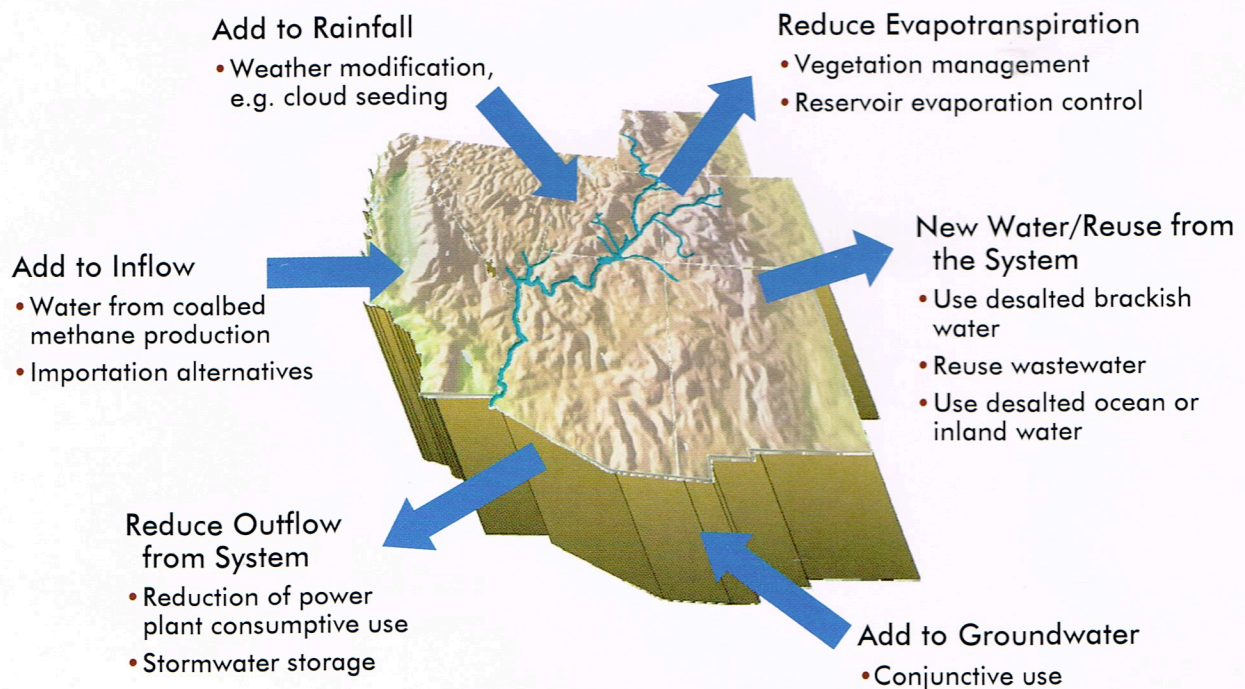 Add to Rainfall
• Weather modification,
e.g. cloud seeding
Reduce Evapotranspiration
• Vegetation management
• Reservoir evaporation control
Add to Inflow
• Water from coalbed
methane production
• Importation alternatives
New Water/Reuse from
the System
• Use desalted brackish
water
• Reuse wastewater
• Use desalted ocean or
inland water
Reduce Outflow
from System
• Reduction of power
plant consumptive use
• Stormwater storage
Add to Groundwater
• Conjunctive use